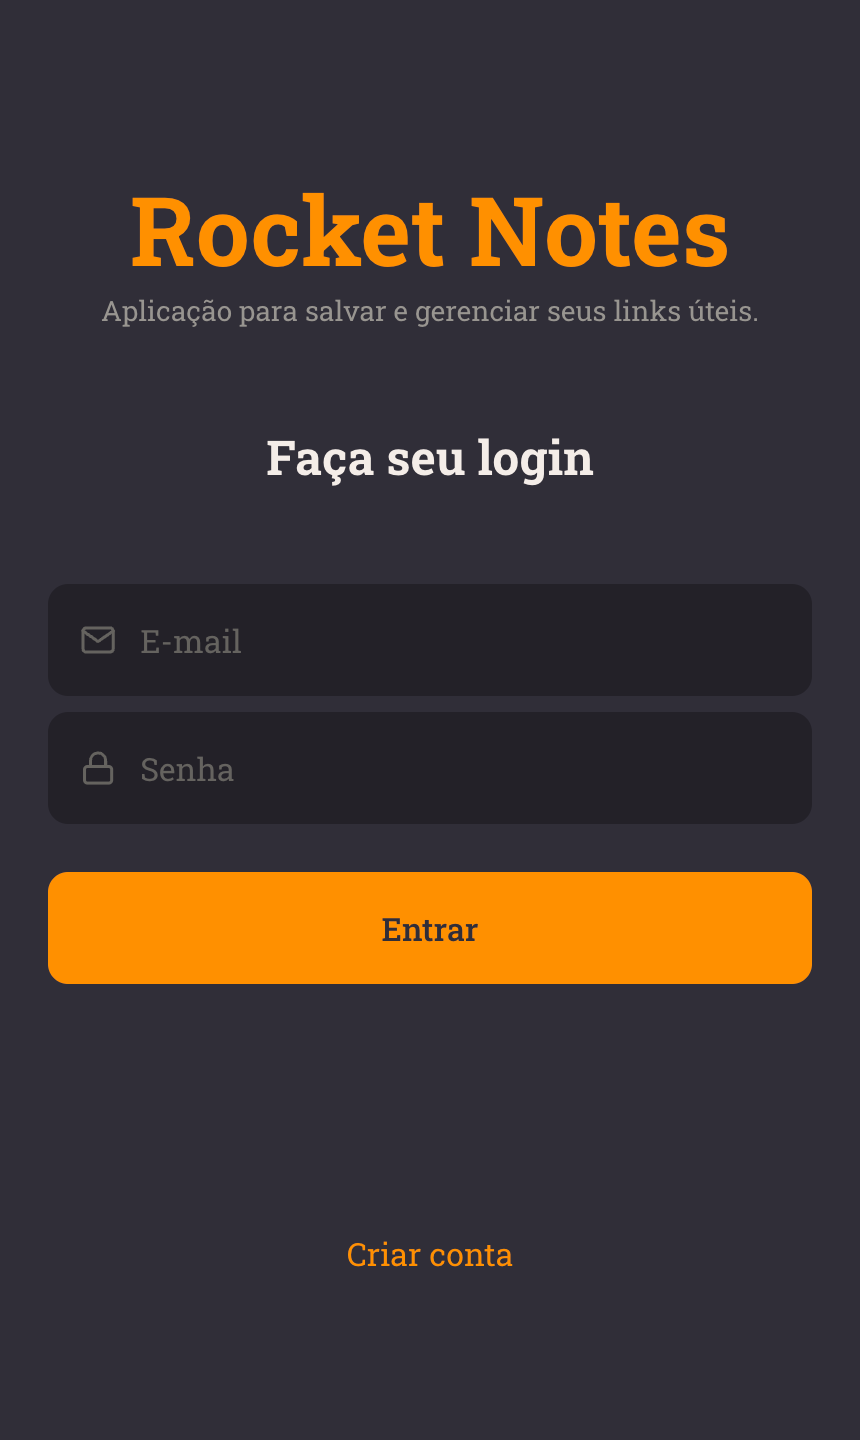 Rocket Notes
Aplicação para salvar e gerenciar seus links úteis.
Faça seu login
E-mail
Senha
Entrar
Criar conta